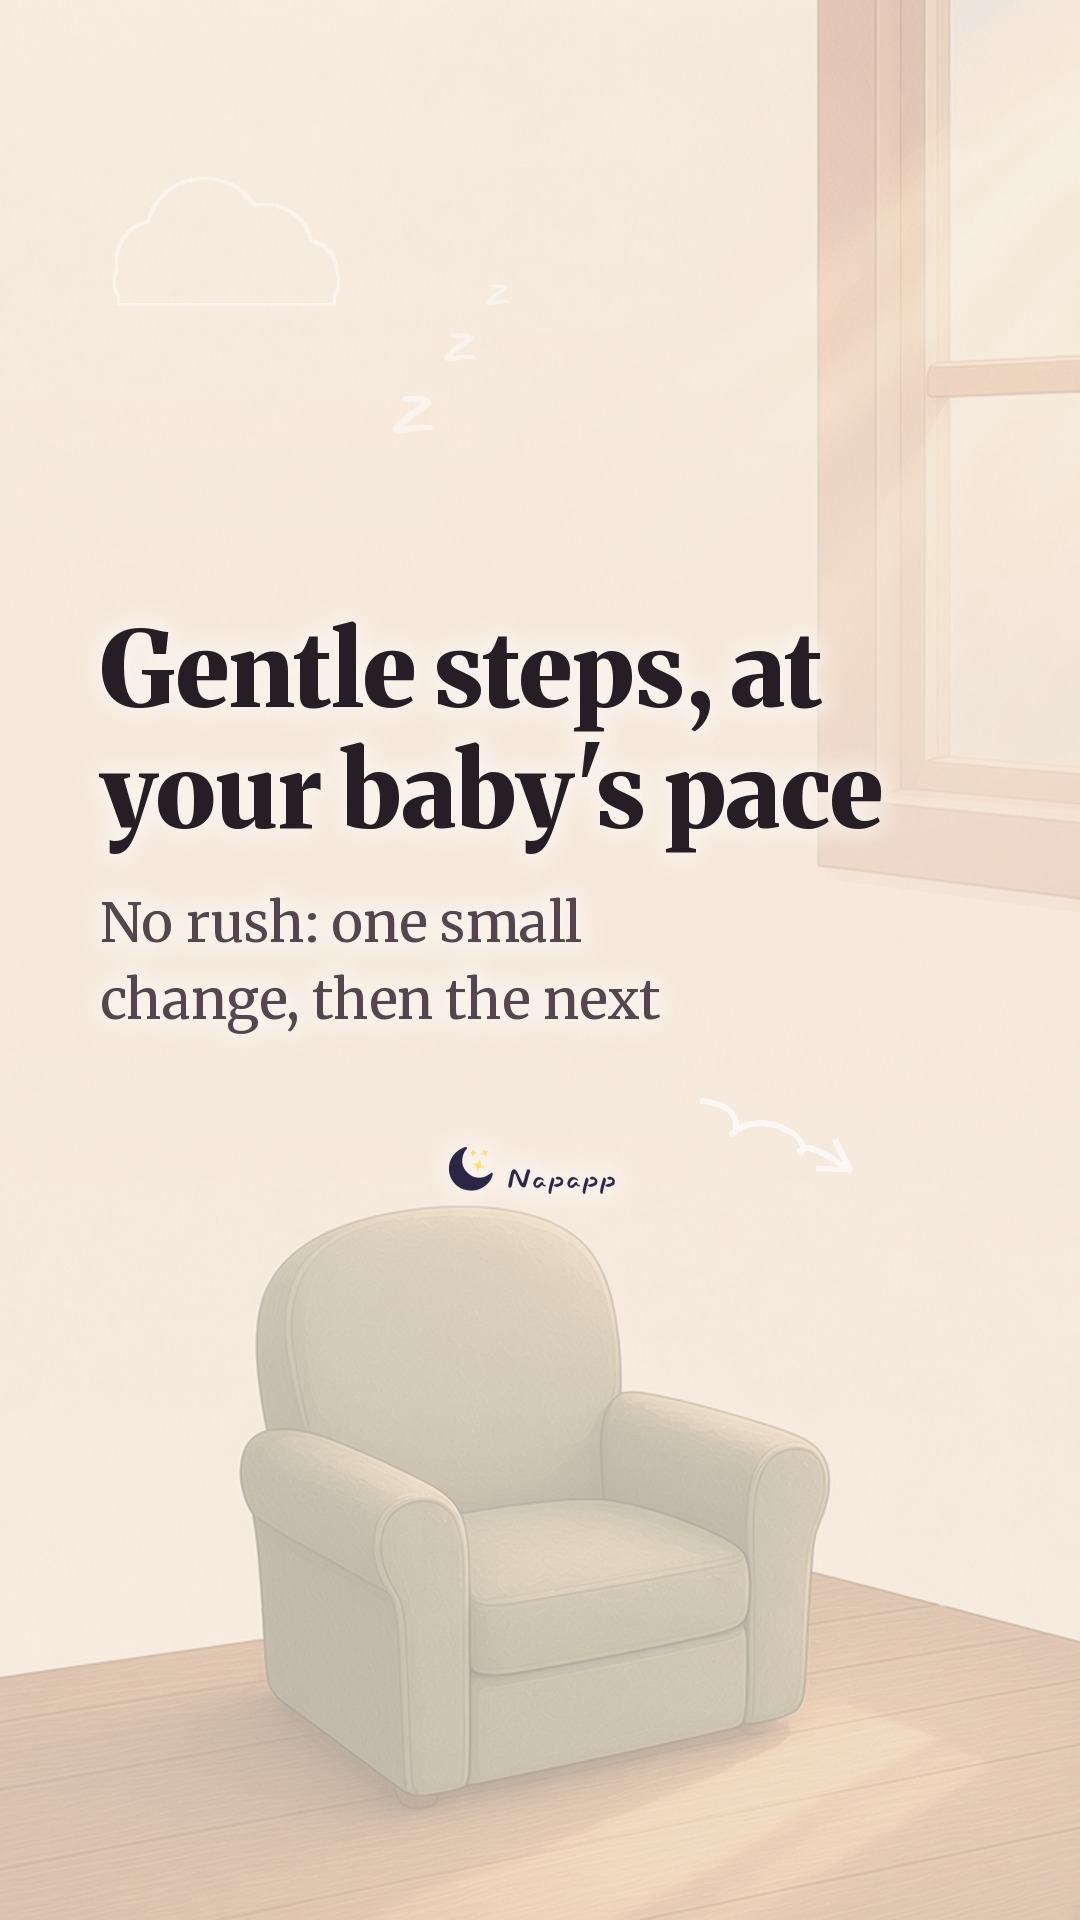 z
z
z
Gentle steps, at
your baby's pace
No rush: one small
change, then the next
Napapp